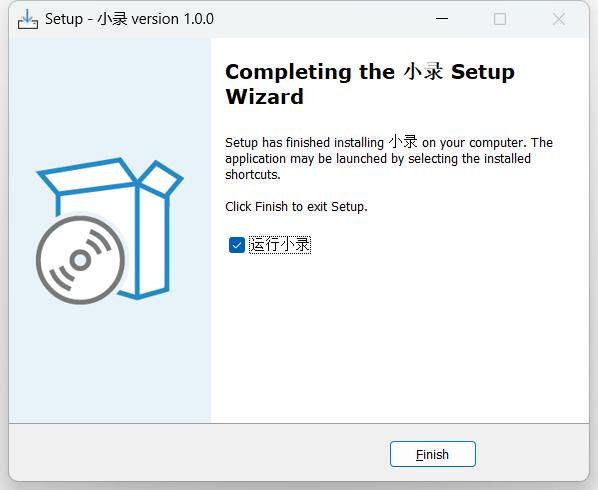 Setup - 小录 version 1.0.0
Completing the 小录 Setup
Wizard
Setup has finished installing 小录 on your computer. The
application may be launched by selecting the installed
shortcuts.
Click Finish to exit Setup.
运行小录
Finish